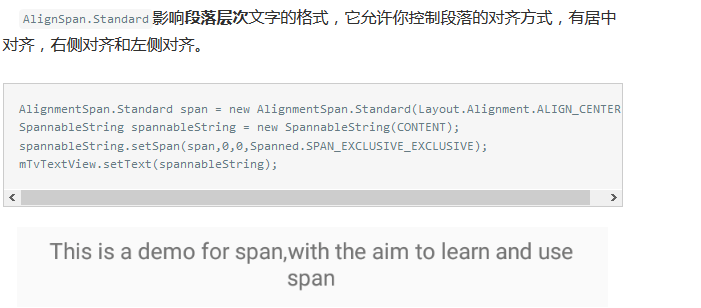 AlignSpan.Standard 影响段落层次文字的格式，它允许你控制段落的对齐方式，有居中
对齐，右侧对齐和左侧对齐。
AlignmentSpan.Standard span = new AlignmentSpan.Standard(Layout.Alignment.ALIGN_CENTER
SpannableString spannableString = new SpannableString(CONTENT);
spannableString.setSpan(span,0,0,Spanned.SPAN_EXCLUSIVE_EXCLUSIVE);
mTvTextView.setText(spannableString);
This is a demo for span,with the aim to learn and use
span